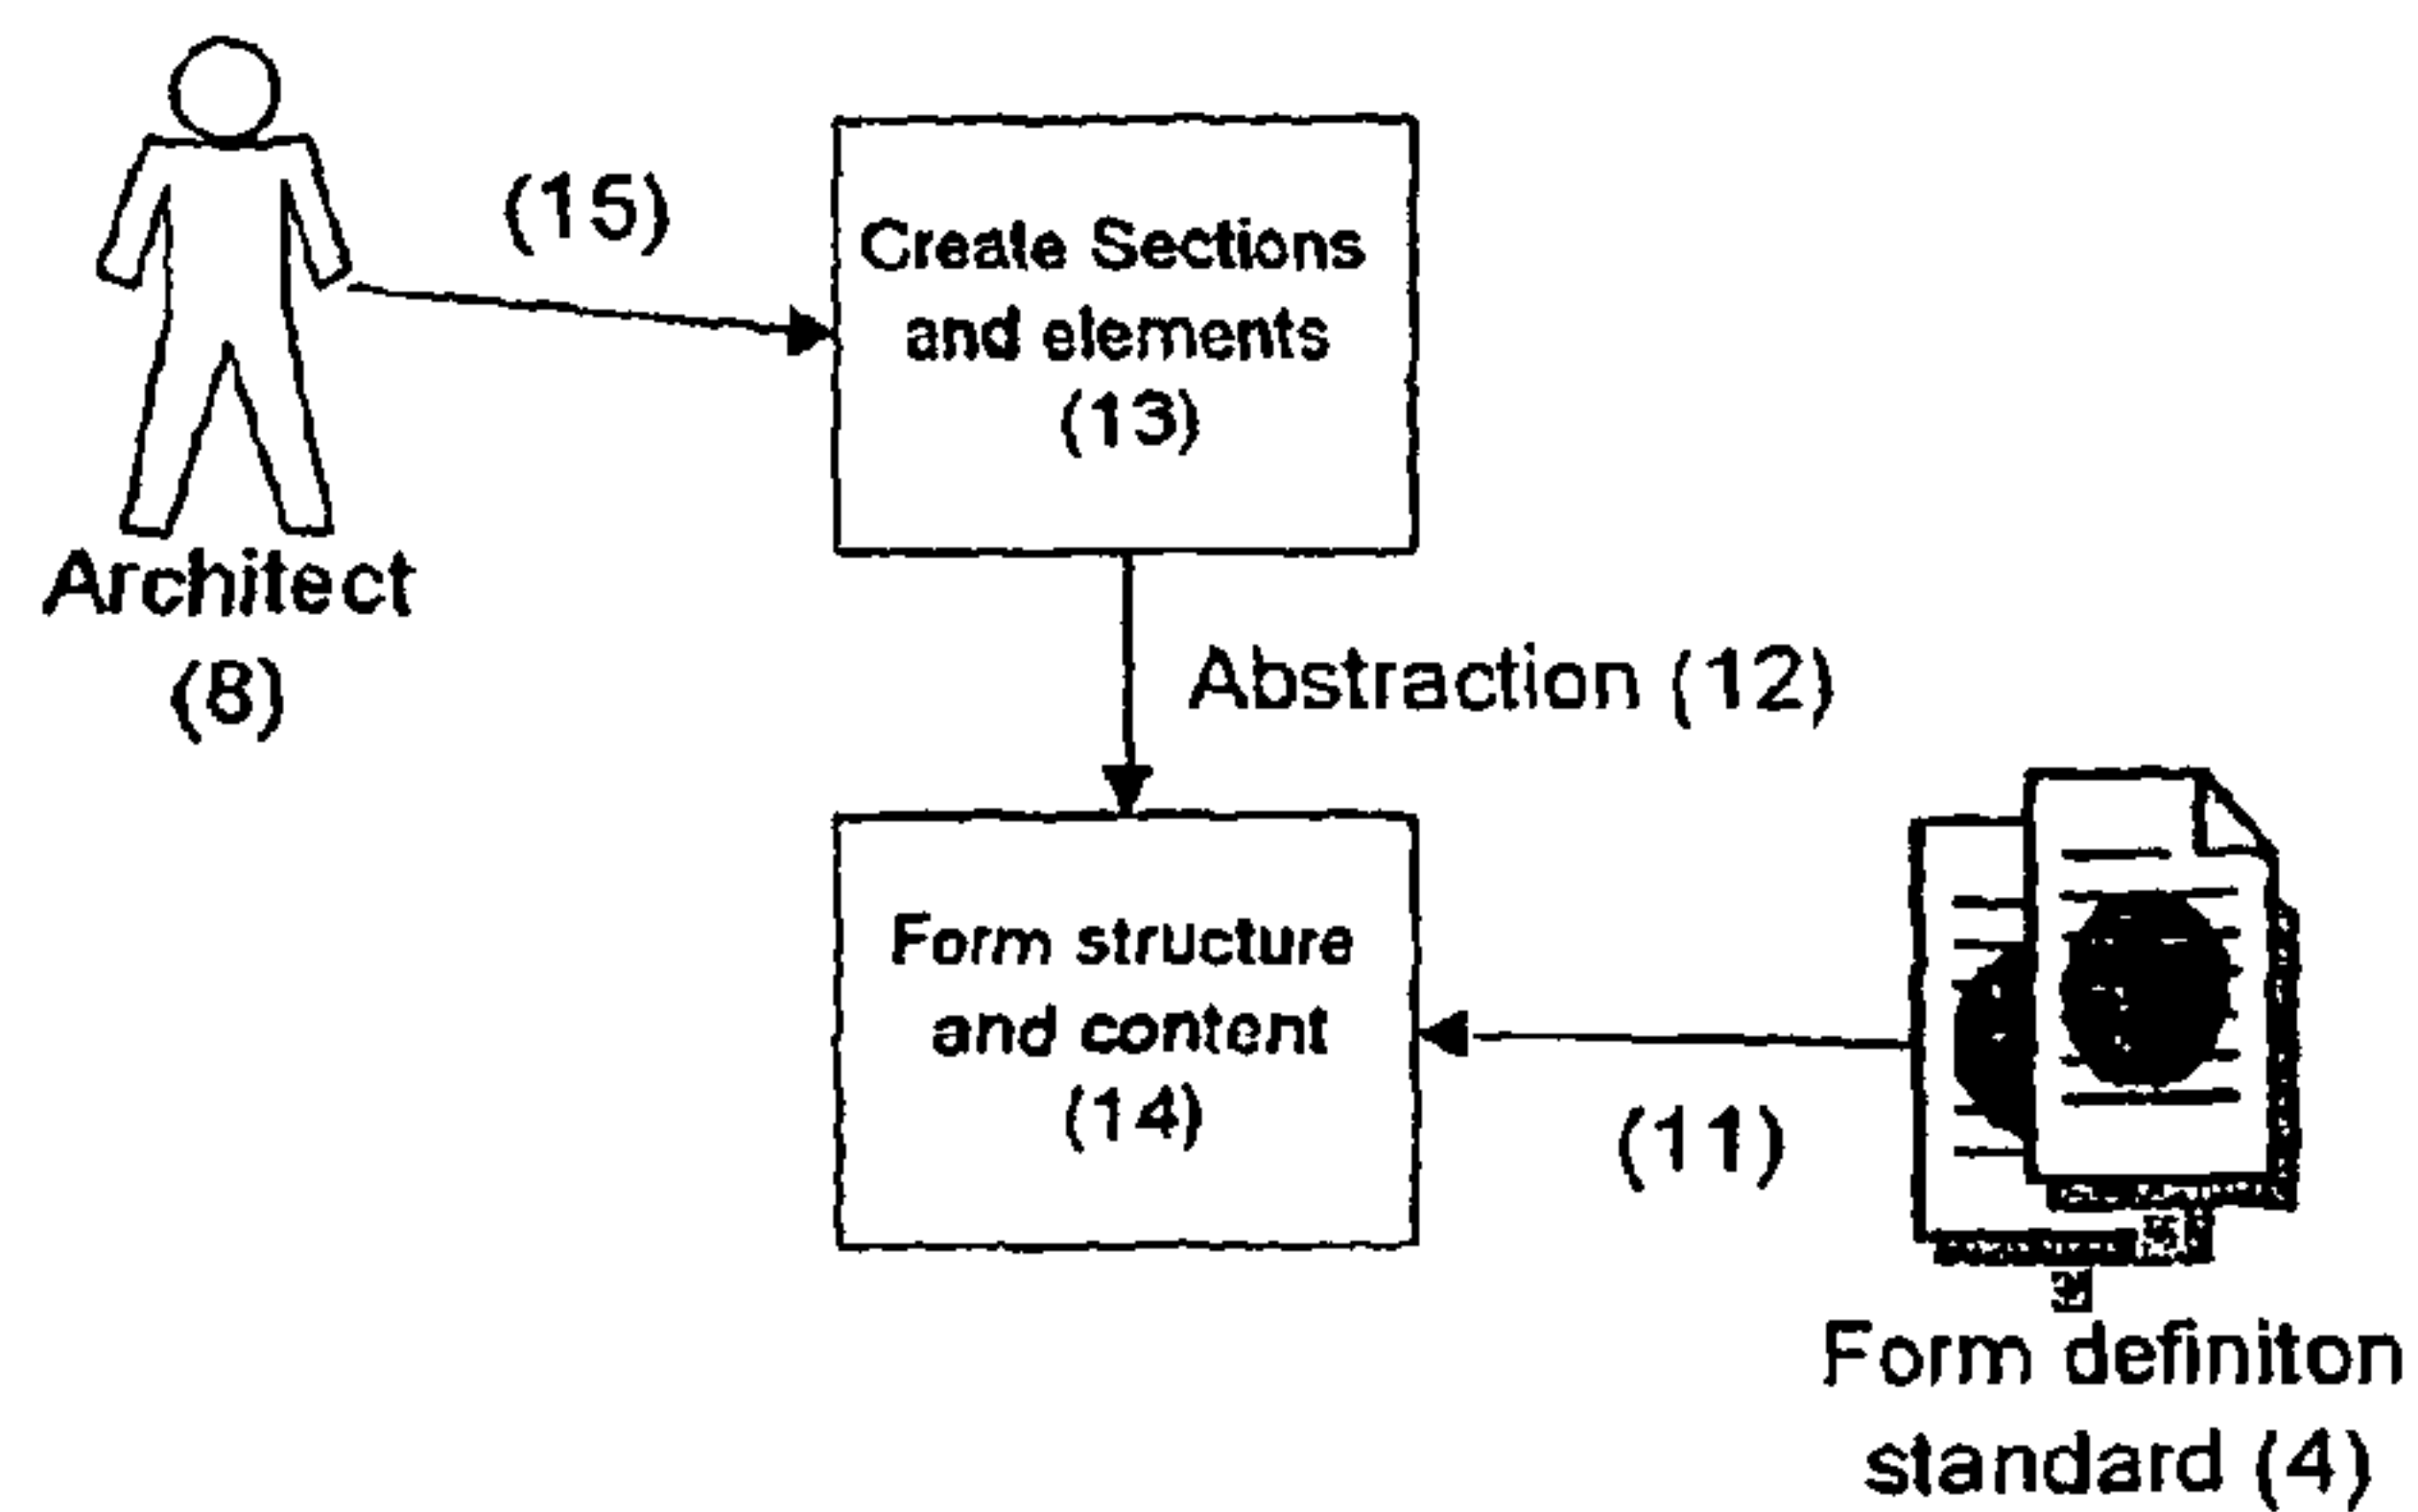 (15)
Create Sections
and elements
(13)
Architect
(8)
Abstraction (12)
Form structure
and content
(14)
(11)
Form definiton
standard (4)